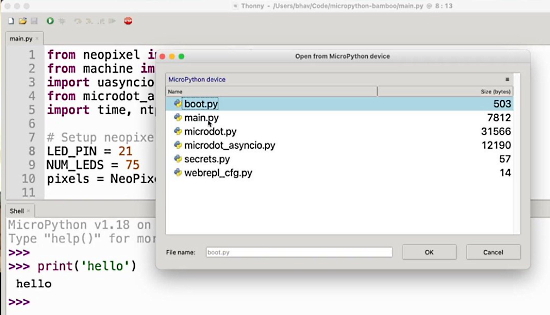 Thonny - /Users/bhav/Code/micropython-bamboo/main.py @ 8 : 13
main.py
1 from neopixel im
2 from machine im
3 import uasyncio
4 from microdot_a
5 import time, ntp
6
7 # Setup neopixe
8 LED_PIN = 21
9 NUM_LEDS = 75
10 pixels = NeoPixe
11
Open from MicroPython device
MicroPython device
Name Size (bytes)
boot.py 503
main.py 7812
microdot.py 31566
microdot_asyncio.py 12190
secrets.py 57
webrepl_cfg.py 14
File name: boot.py OK Cancel
Shell
MicroPython v1.18 on
Type "help()" for mor
>>>
>>> print('hello')
hello
>>>